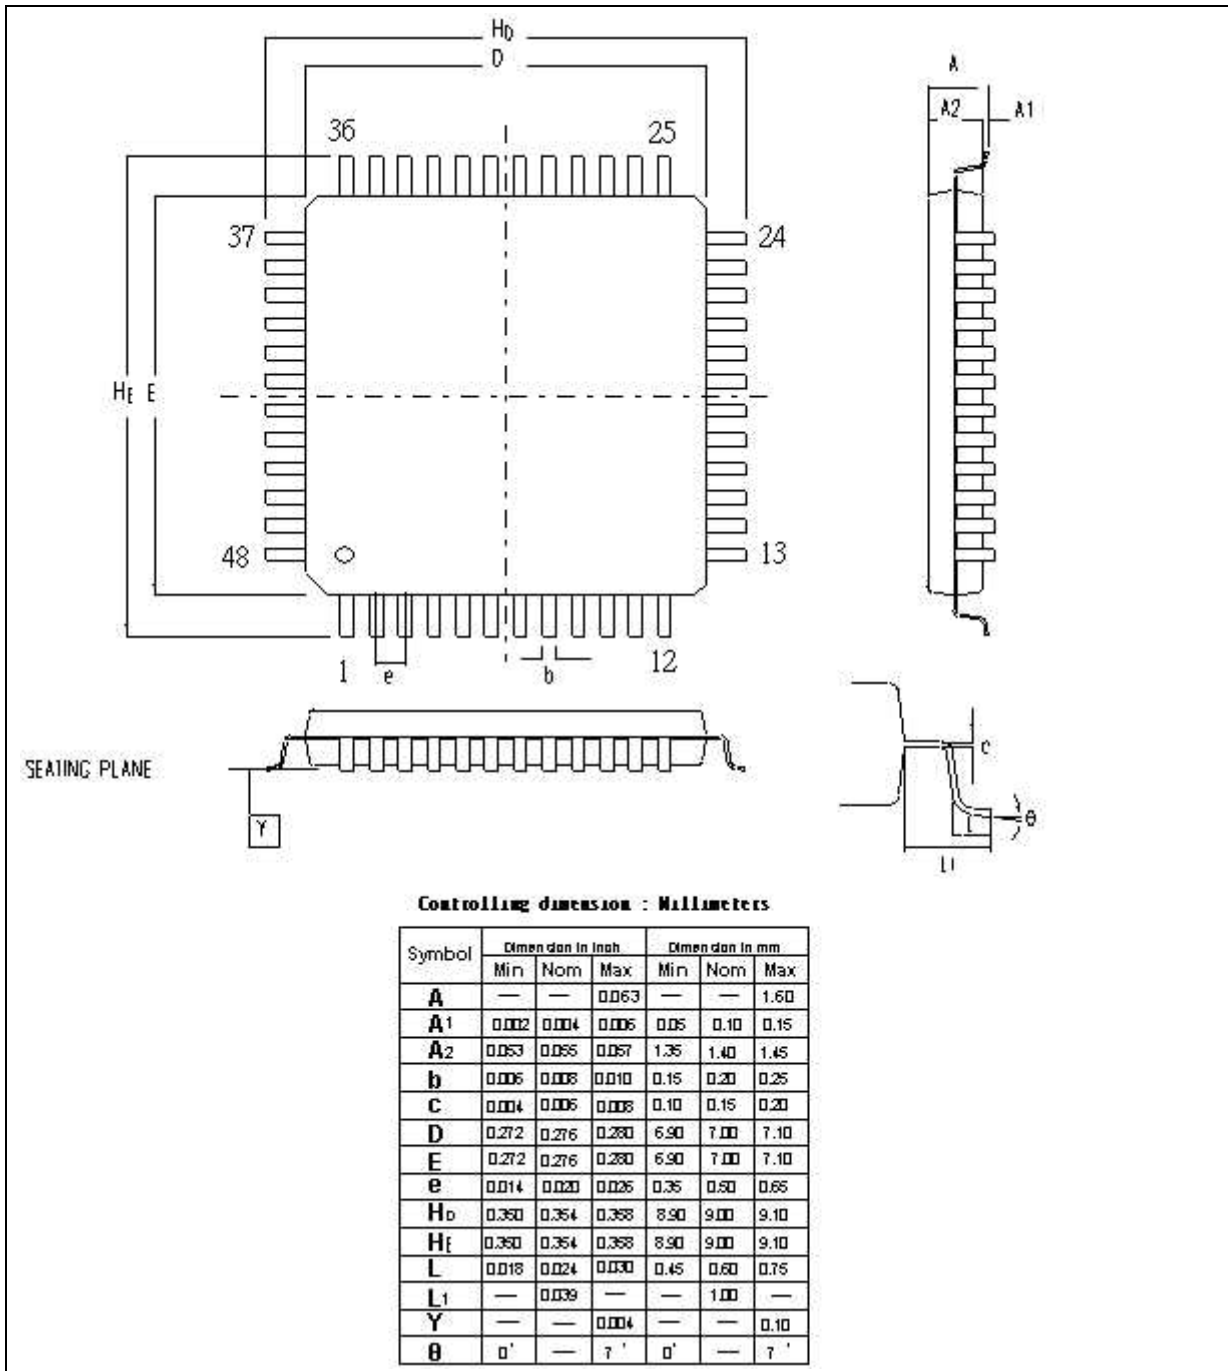 HD
D
A
A2 A1
36 25
37 24
HE E
48 13
1 e b 12
c
SEATING PLANE
Y
θ
L
L1
Controlling dimension : Millimeters
Symbol Dimension in inch Dimension in mm
Min Nom Max Min Nom Max
A — — 0.063 — — 1.60
A1 0.002 0.004 0.006 0.05 0.10 0.15
A2 0.053 0.055 0.057 1.35 1.40 1.45
b 0.006 0.008 0.010 0.15 0.20 0.25
c 0.004 0.006 0.008 0.10 0.15 0.20
D 0.272 0.276 0.280 6.90 7.00 7.10
E 0.272 0.276 0.280 6.90 7.00 7.10
e 0.014 0.020 0.026 0.35 0.50 0.65
HD 0.350 0.354 0.358 8.90 9.00 9.10
HE 0.350 0.354 0.358 8.90 9.00 9.10
L 0.018 0.024 0.030 0.45 0.60 0.75
L1 — 0.039 — — 1.00 —
Y — — 0.004 — — 0.10
θ 0° — 7° 0° — 7°